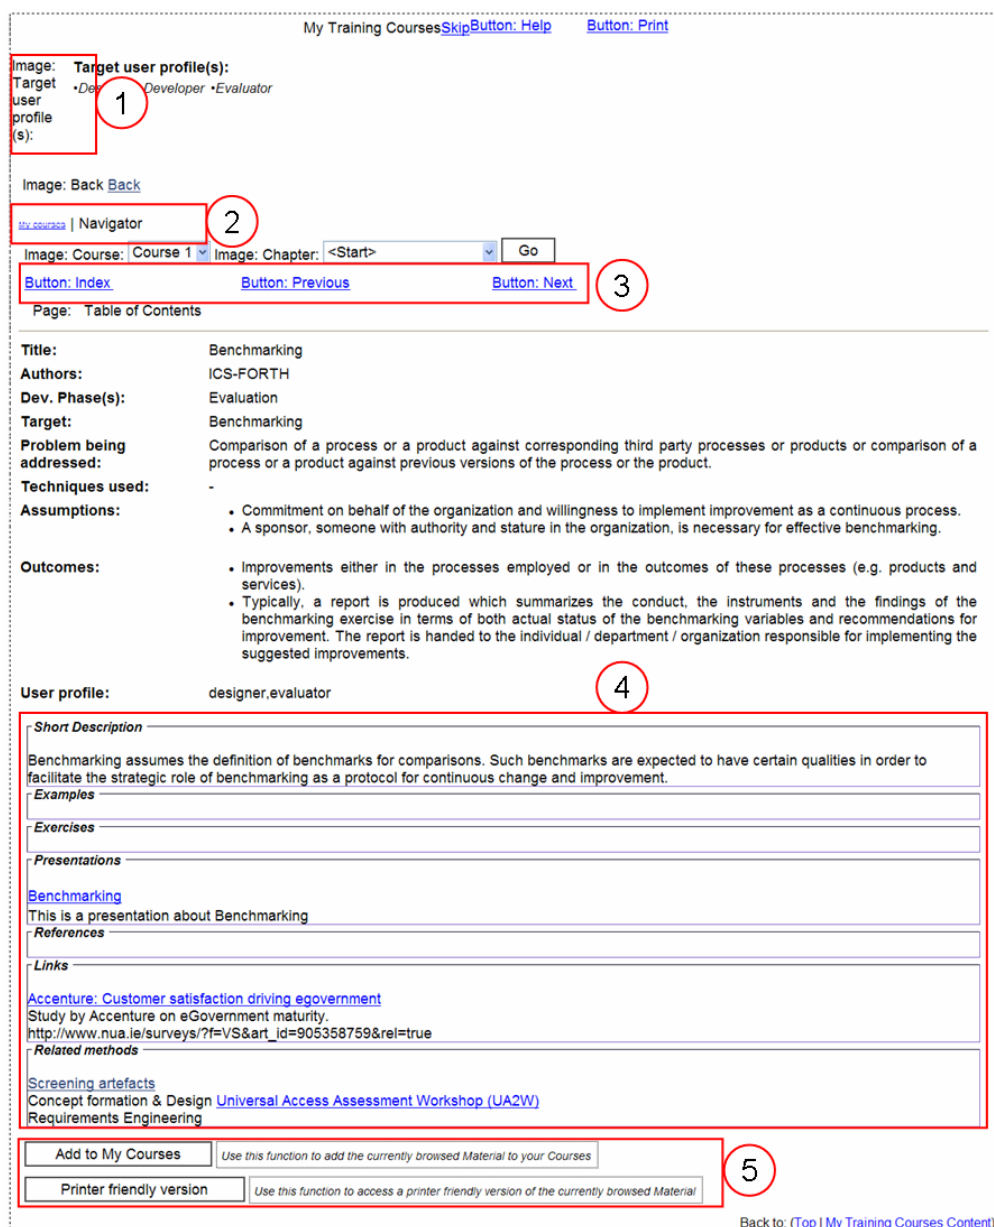 My Training CoursesSkipButton: Help Button: Print
Image: Target user profile(s):
Target
user
profile
(s):
•Des Developer •Evaluator
1
Image: Back Back
My courses | Navigator
2
Image: Course: Course 1 Image: Chapter: <Start> Go
Button: Index Button: Previous Button: Next
3
Page: Table of Contents
Title: Benchmarking
Authors: ICS-FORTH
Dev. Phase(s): Evaluation
Target: Benchmarking
Problem being addressed: Comparison of a process or a product against corresponding third party processes or products or comparison of a
process or a product against previous versions of the process or the product.
Techniques used: -
Assumptions: • Commitment on behalf of the organization and willingness to implement improvement as a continuous process.
• A sponsor, someone with authority and stature in the organization, is necessary for effective benchmarking.
Outcomes: • Improvements either in the processes employed or in the outcomes of these processes (e.g. products and
services).
• Typically, a report is produced which summarizes the conduct, the instruments and the findings of the
benchmarking exercise in terms of both actual status of the benchmarking variables and recommendations for
improvement. The report is handed to the individual / department / organization responsible for implementing the
suggested improvements.
User profile: designer,evaluator
4
Short Description
Benchmarking assumes the definition of benchmarks for comparisons. Such benchmarks are expected to have certain qualities in order to
facilitate the strategic role of benchmarking as a protocol for continuous change and improvement.
Examples
Exercises
Presentations
Benchmarking
This is a presentation about Benchmarking
References
Links
Accenture: Customer satisfaction driving egovernment
Study by Accenture on eGovernment maturity.
http://www.nua.ie/surveys/?f=VS&art_id=905358759&rel=true
Related methods
Screening artefacts
Concept formation & Design Universal Access Assessment Workshop (UA2W)
Requirements Engineering
Add to My Courses Use this function to add the currently browsed Material to your Courses
5
Printer friendly version Use this function to access a printer friendly version of the currently browsed Material
Back to: (Top | My Training Courses Content)